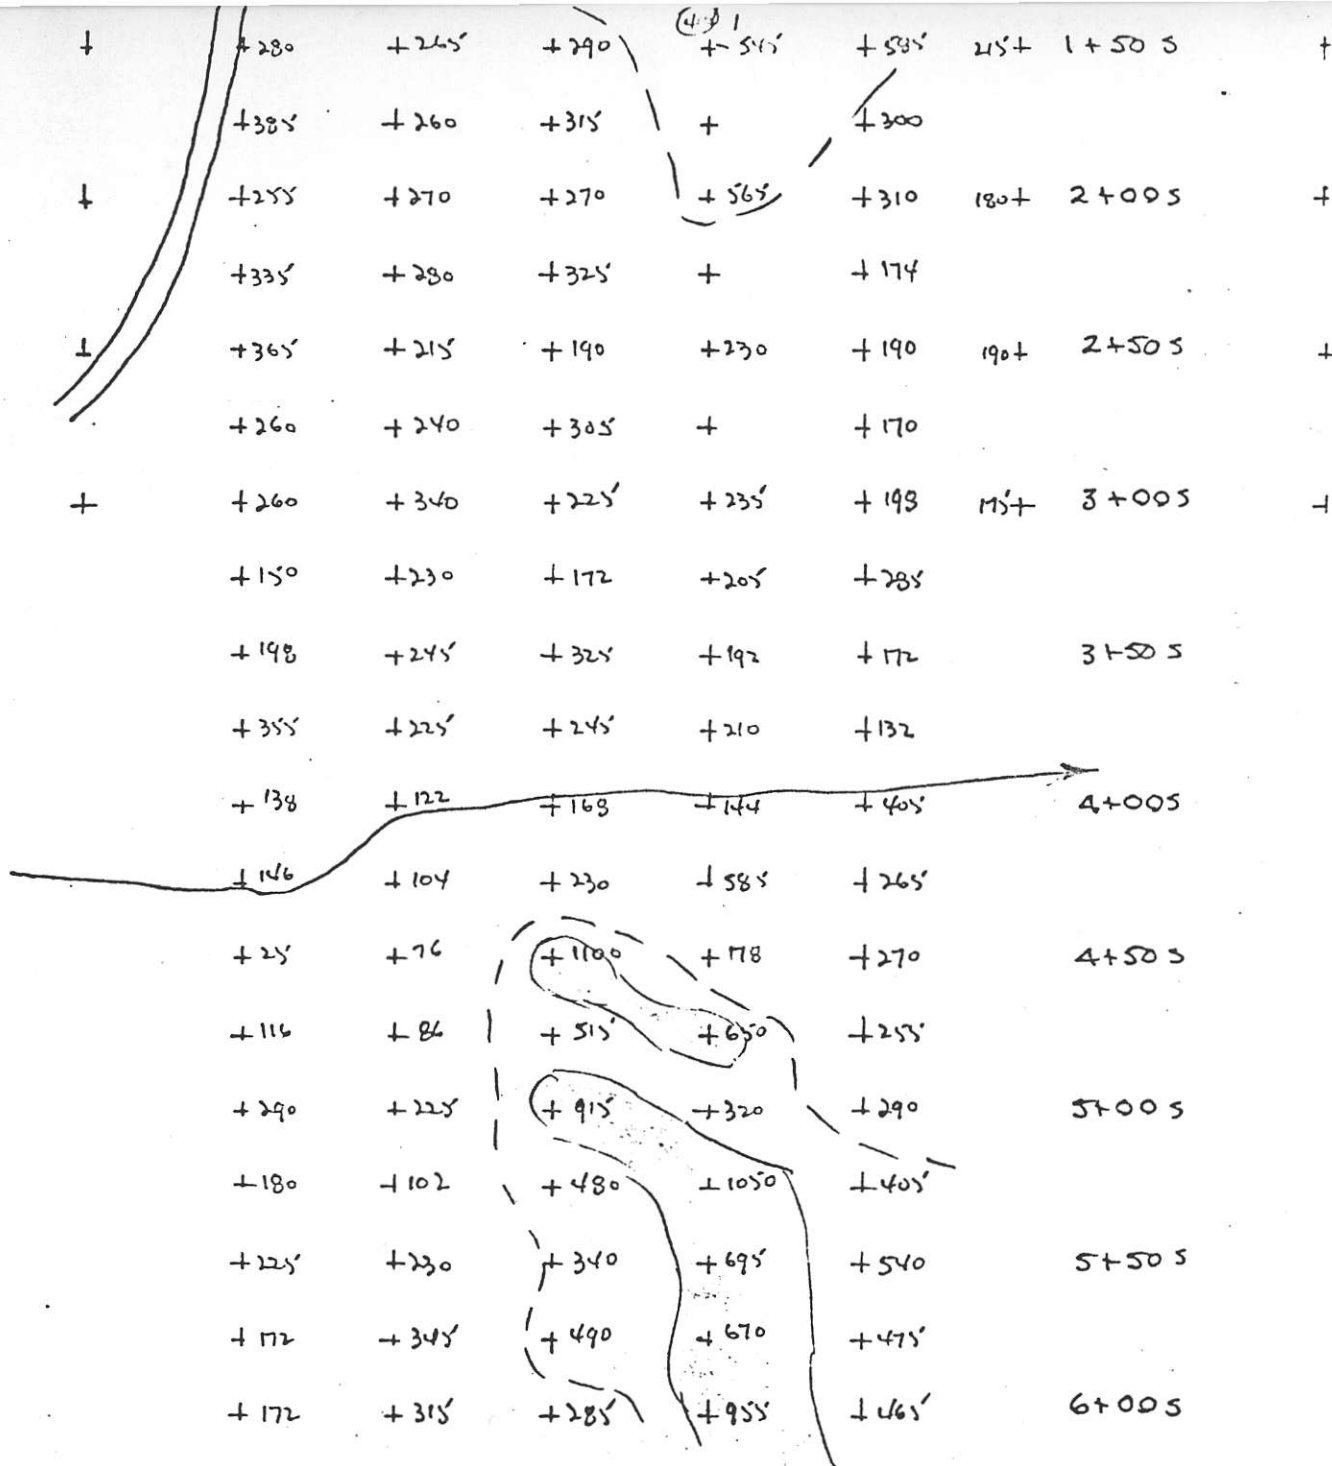 + +280 +265 +290 + 545 + 585 215+ 1+50 S +
+385 +260 +315 + +300
+ +255 +270 +270 +565 +310 180+ 2+00S +
+335 +280 +325 + +174
+ +365 +215 +190 +230 +190 190+ 2+50 S +
+260 +240 +305 + +170
+ +260 +340 +225 +235 +198 175+ 3+00S +
+150 +230 +172 +205 +285
+198 +245 +325 +192 +172 3+50 S
+355 +225 +245 +210 +132
+138 +122 +168 +144 +405 4+00S
+146 +104 +230 +585 +265
+25 +76 +1100 +178 +270 4+50 S
+116 +86 +515 +650 +255
+290 +225 +915 +320 +290 5+00 S
+180 +102 +480 +1050 +405
+225 +230 +340 +695 +540 5+50 S
+172 +345 +490 +670 +475
+172 +315 +285 +955 +465 6+00S